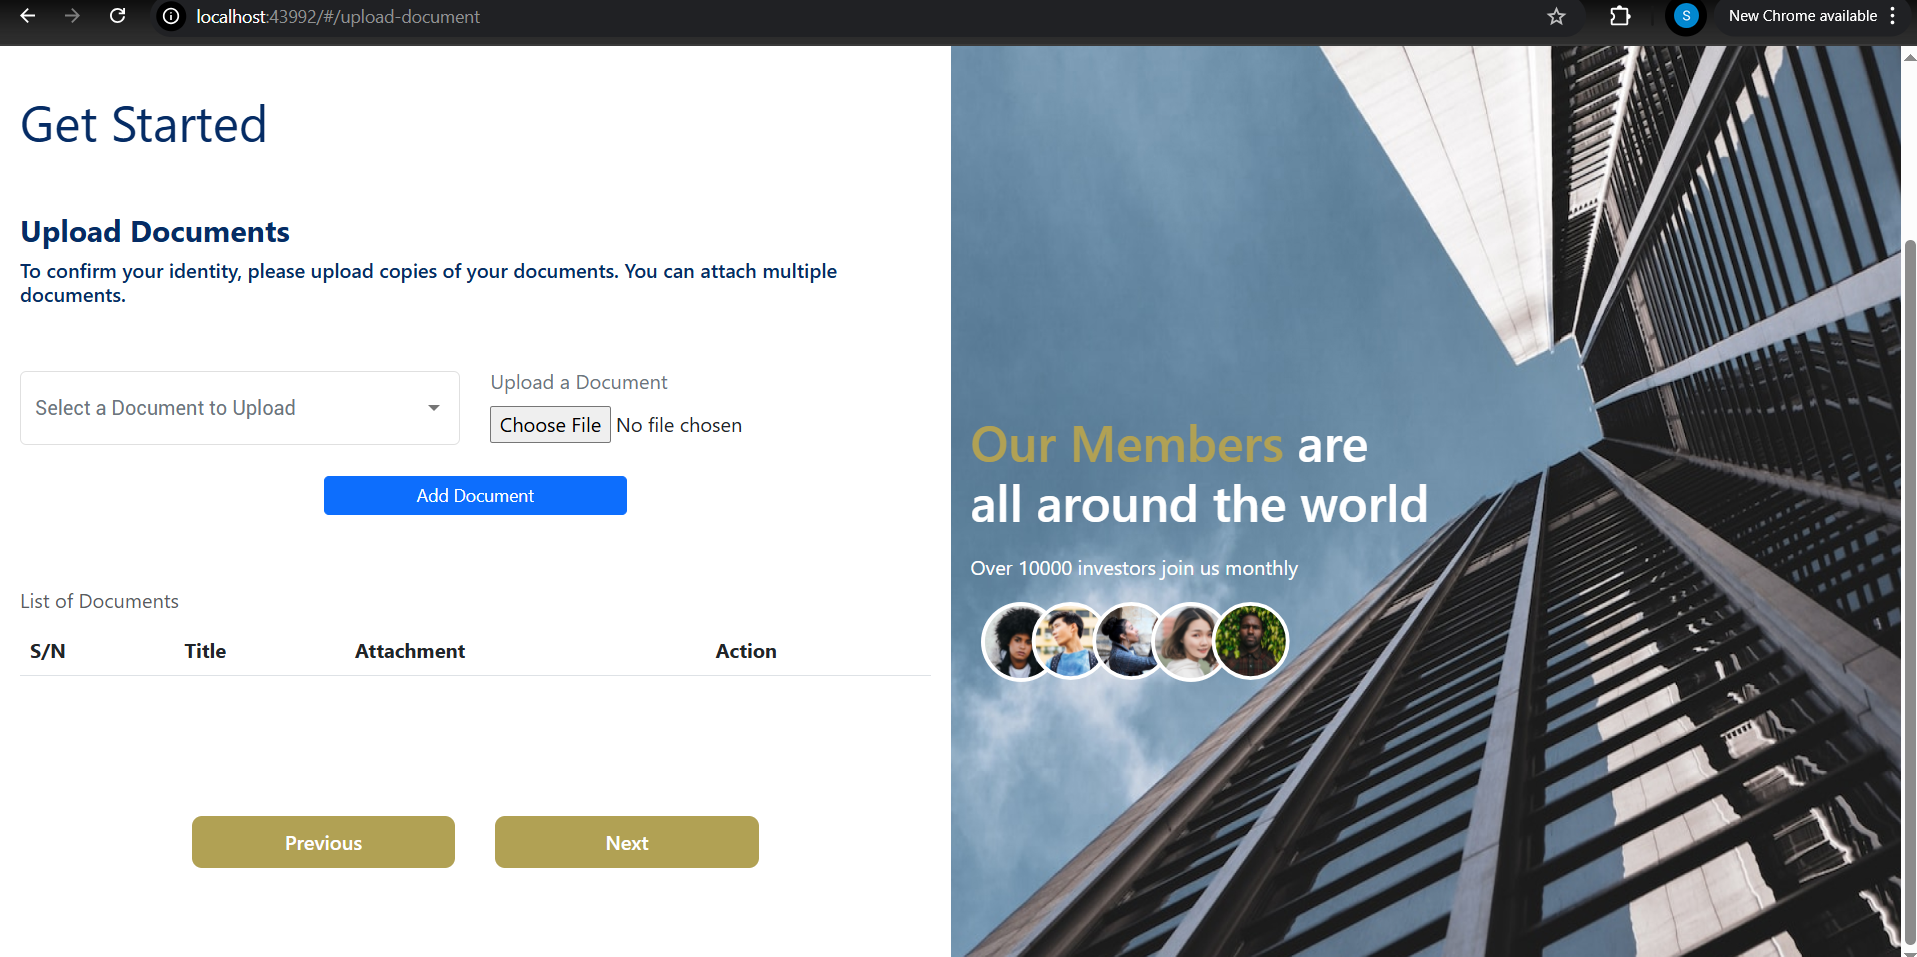 localhost:43992/#/upload-document
S
New Chrome available
Get Started
Upload Documents
To confirm your identity, please upload copies of your documents. You can attach multiple
documents.
Select a Document to Upload
Upload a Document
Choose File No file chosen
Add Document
List of Documents
S/N Title Attachment Action
Previous Next
Our Members are
all around the world
Over 10000 investors join us monthly